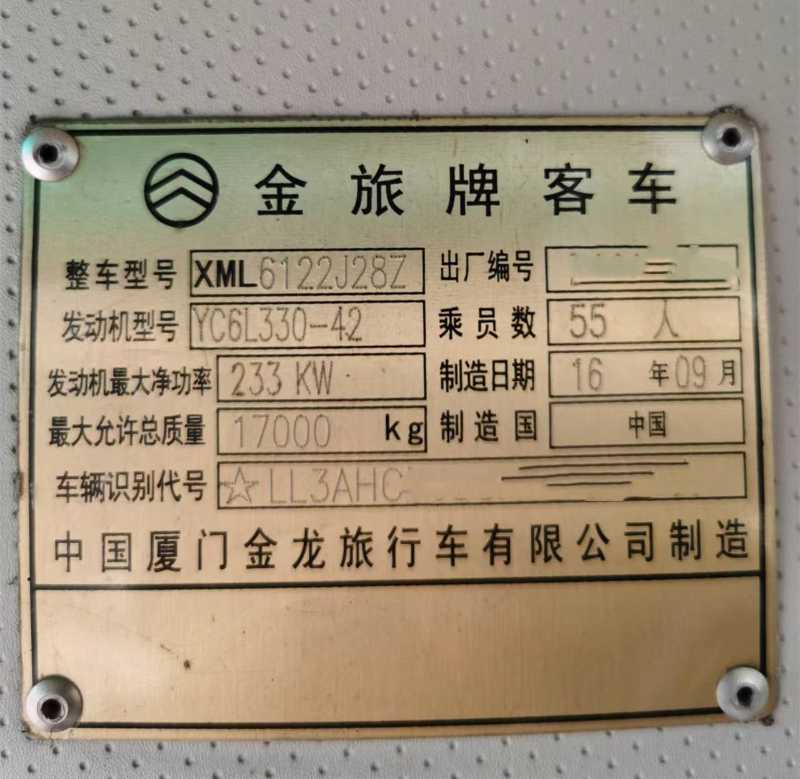 金旅牌客车
整车型号 XML6122J28Z 出厂编号
发动机型号 YC6L330-42 乘员数 55 人
发动机最大净功率 233 KW 制造日期 16 年 09 月
最大允许总质量 17000 kg 制造国 中国
车辆识别代号 ☆LL3AHC
中国厦门金龙旅行车有限公司制造